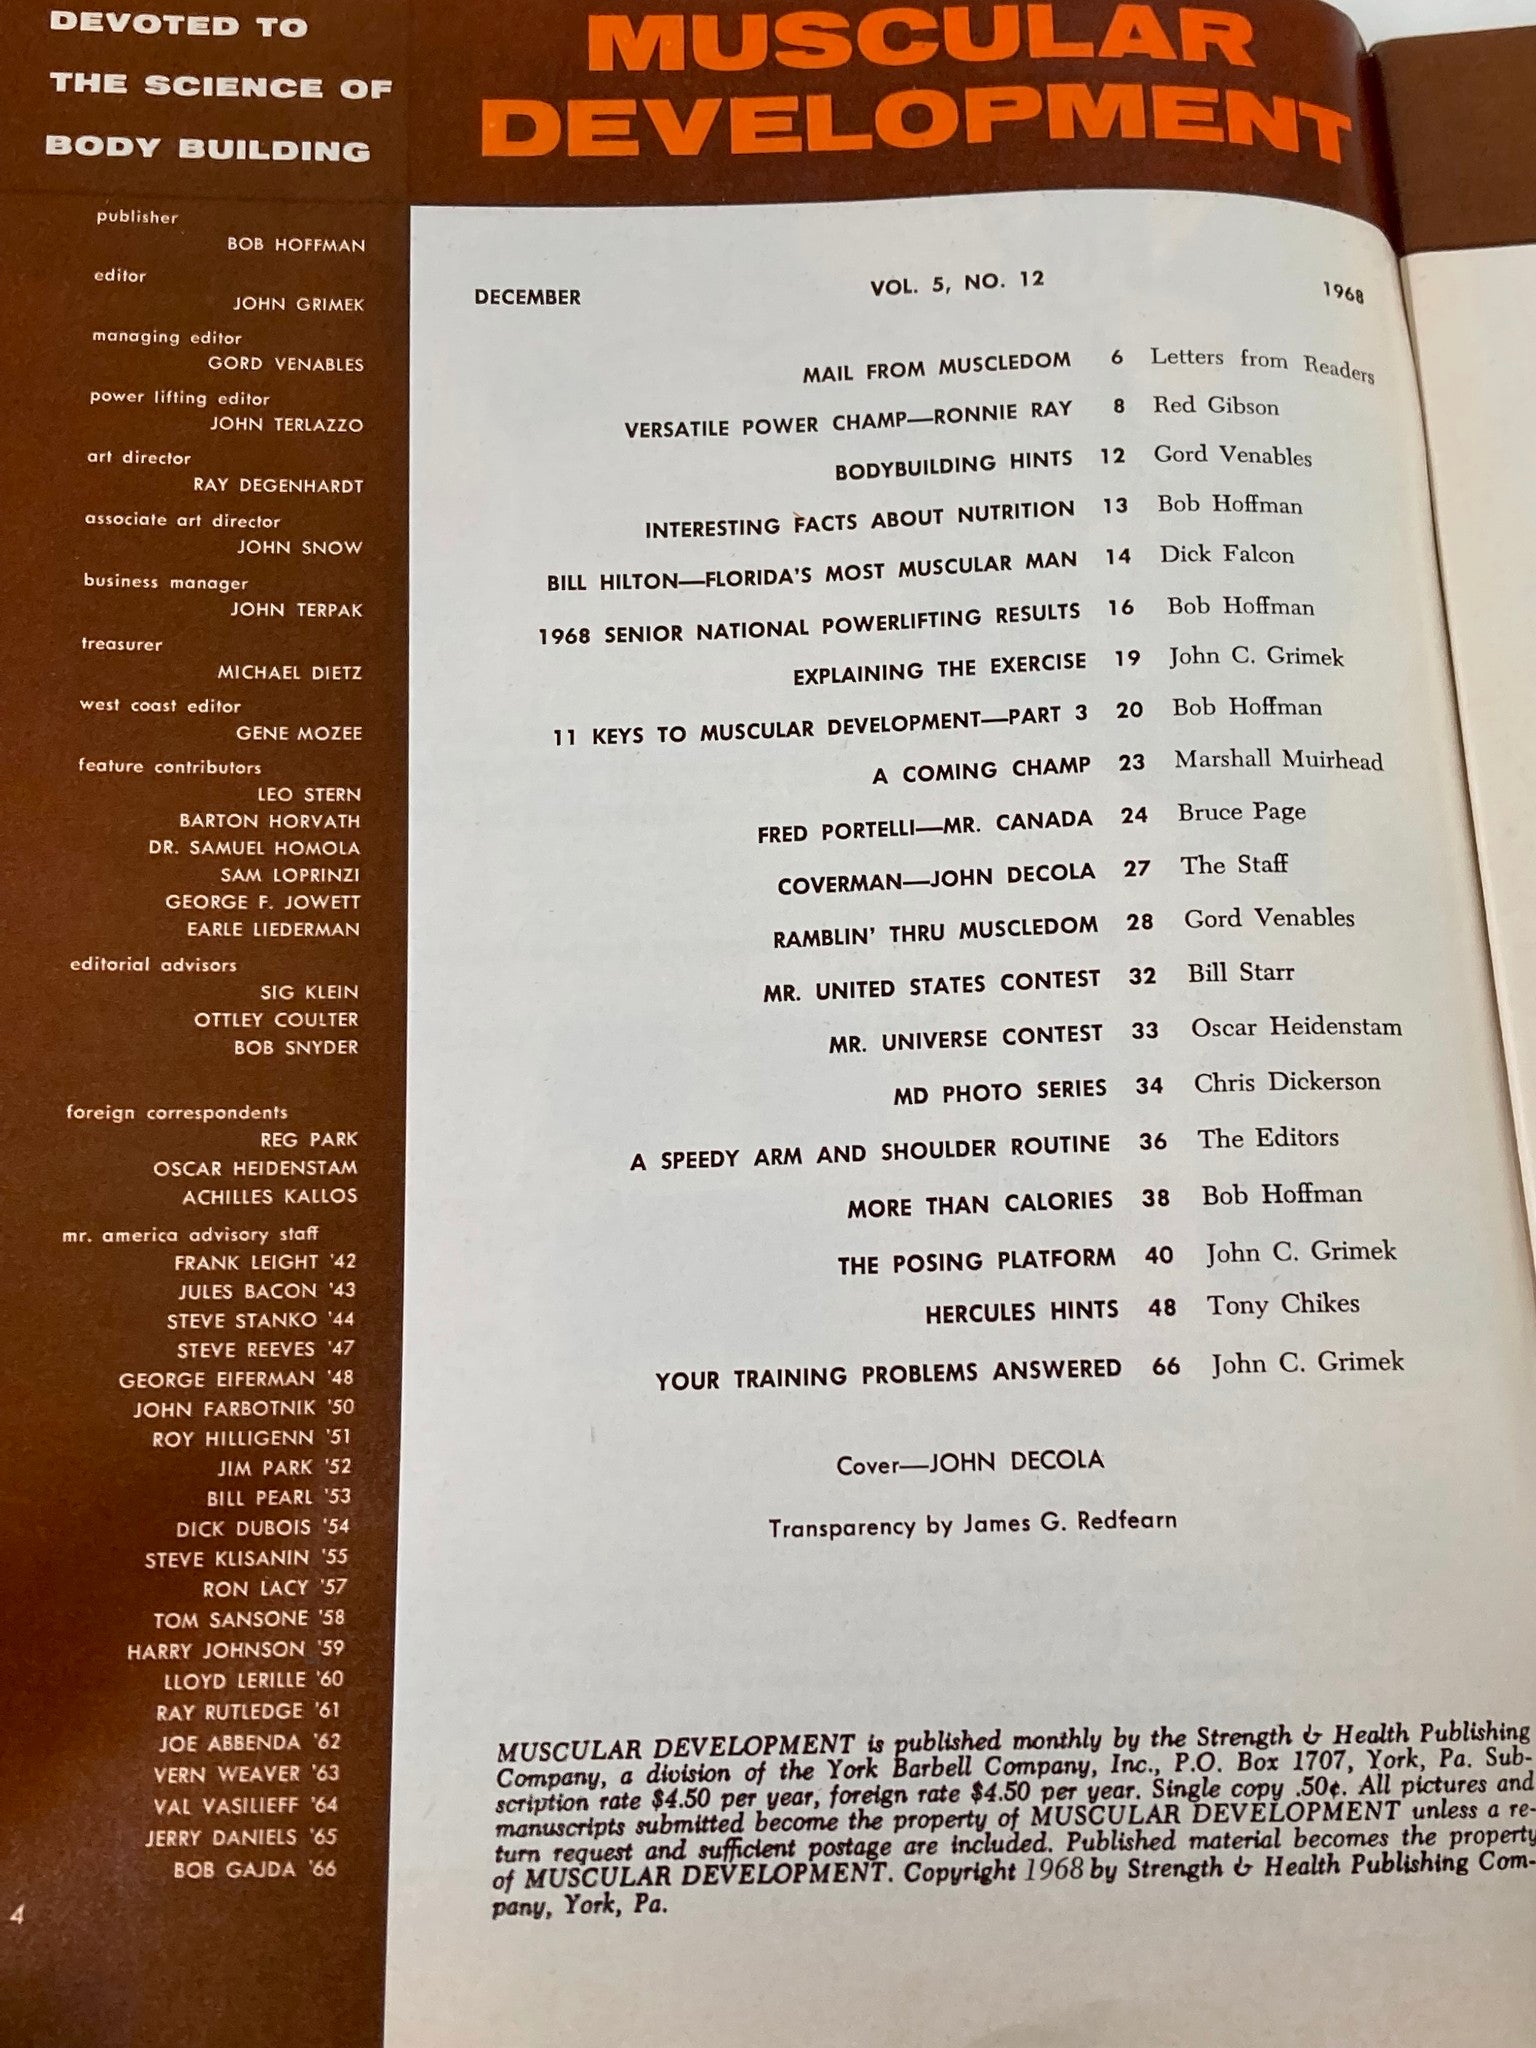 DEVOTED TO
THE SCIENCE OF
BODY BUILDING
MUSCULAR
DEVELOPMENT
publisher
BOB HOFFMAN
editor
JOHN GRIMEK
managing editor
GORD VENABLES
power lifting editor
JOHN TERLAZZO
art director
RAY DEGENHARDT
associate art director
JOHN SNOW
business manager
JOHN TERPAK
treasurer
MICHAEL DIETZ
west coast editor
GENE MOZEE
feature contributors
LEO STERN
BARTON HORVATH
DR. SAMUEL HOMOLA
SAM LOPRINZI
GEORGE F. JOWETT
EARLE LIEDERMAN
editorial advisors
SIG KLEIN
OTTLEY COULTER
BOB SNYDER
foreign correspondents
REG PARK
OSCAR HEIDENSTAM
ACHILLES KALLOS
mr. america advisory staff
FRANK LEIGHT '42
JULES BACON '43
STEVE STANKO '44
STEVE REEVES '47
GEORGE EIFERMAN '48
JOHN FARBOTNIK '50
ROY HILLIGENN '51
JIM PARK '52
BILL PEARL '53
DICK DUBOIS '54
STEVE KLISANIN '55
RON LACY '57
TOM SANSONE '58
HARRY JOHNSON '59
LLOYD LERILLE '60
RAY RUTLEDGE '61
JOE ABBENDA '62
VERN WEAVER '63
VAL VASILIEFF '64
JERRY DANIELS '65
BOB GAJDA '66
4
DECEMBER VOL. 5, NO. 12 1968
MAIL FROM MUSCLEDOM 6 Letters from Readers
VERSATILE POWER CHAMP—RONNIE RAY 8 Red Gibson
BODYBUILDING HINTS 12 Gord Venables
INTERESTING FACTS ABOUT NUTRITION 13 Bob Hoffman
BILL HILTON—FLORIDA'S MOST MUSCULAR MAN 14 Dick Falcon
1968 SENIOR NATIONAL POWERLIFTING RESULTS 16 Bob Hoffman
EXPLAINING THE EXERCISE 19 John C. Grimek
11 KEYS TO MUSCULAR DEVELOPMENT—PART 3 20 Bob Hoffman
A COMING CHAMP 23 Marshall Muirhead
FRED PORTELLI—MR. CANADA 24 Bruce Page
COVERMAN—JOHN DECOLA 27 The Staff
RAMBLIN' THRU MUSCLEDOM 28 Gord Venables
MR. UNITED STATES CONTEST 32 Bill Starr
MR. UNIVERSE CONTEST 33 Oscar Heidenstam
MD PHOTO SERIES 34 Chris Dickerson
A SPEEDY ARM AND SHOULDER ROUTINE 36 The Editors
MORE THAN CALORIES 38 Bob Hoffman
THE POSING PLATFORM 40 John C. Grimek
HERCULES HINTS 48 Tony Chikes
YOUR TRAINING PROBLEMS ANSWERED 66 John C. Grimek
Cover—JOHN DECOLA
Transparency by James G. Redfearn
MUSCULAR DEVELOPMENT is published monthly by the Strength & Health Publishing
Company, a division of the York Barbell Company, Inc., P.O. Box 1707, York, Pa. Sub-
scription rate $4.50 per year, foreign rate $4.50 per year. Single copy .50¢. All pictures and
manuscripts submitted become the property of MUSCULAR DEVELOPMENT unless a re-
turn request and sufficient postage are included. Published material becomes the property
of MUSCULAR DEVELOPMENT. Copyright 1968 by Strength & Health Publishing Com-
pany, York, Pa.